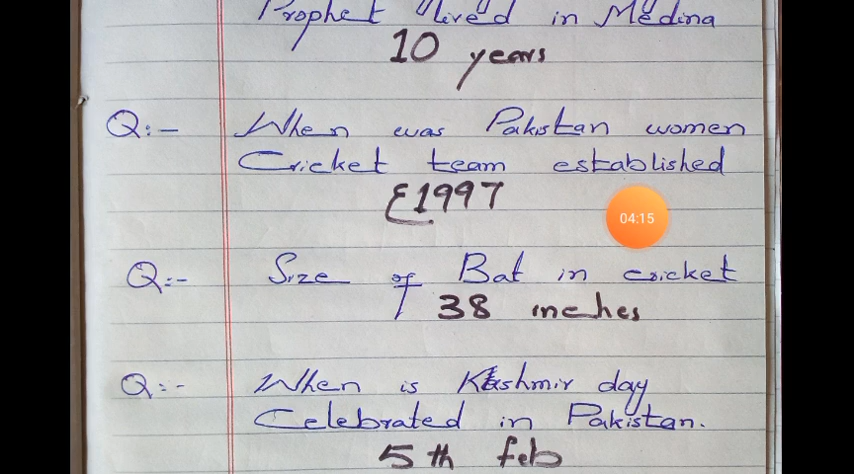 Prophet lived in Medina
10 years
Q:- When was Pakistan women
Cricket team established
1997
04:15
Q:- Size of Bat in cricket
38 inches
Q:- When is Kashmir day
Celebrated in Pakistan.
5th feb